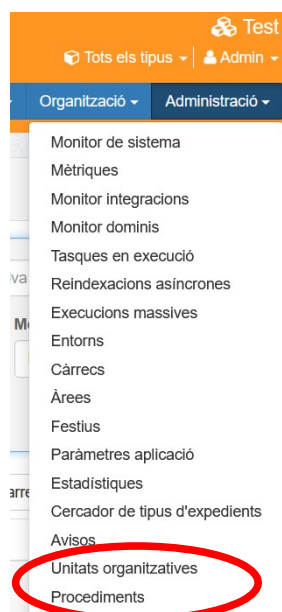 Test
Tots els tipus Admin
Organització Administració
Monitor de sistema
Mètriques
Monitor integracions
Monitor dominis
Tasques en execució
Reindexacions asíncrones
Execucions massives
Entorns
Càrrecs
Àrees
Festius
Paràmetres aplicació
Estadístiques
Cercador de tipus d'expedients
Avisos
Unitats organitzatives
Procediments